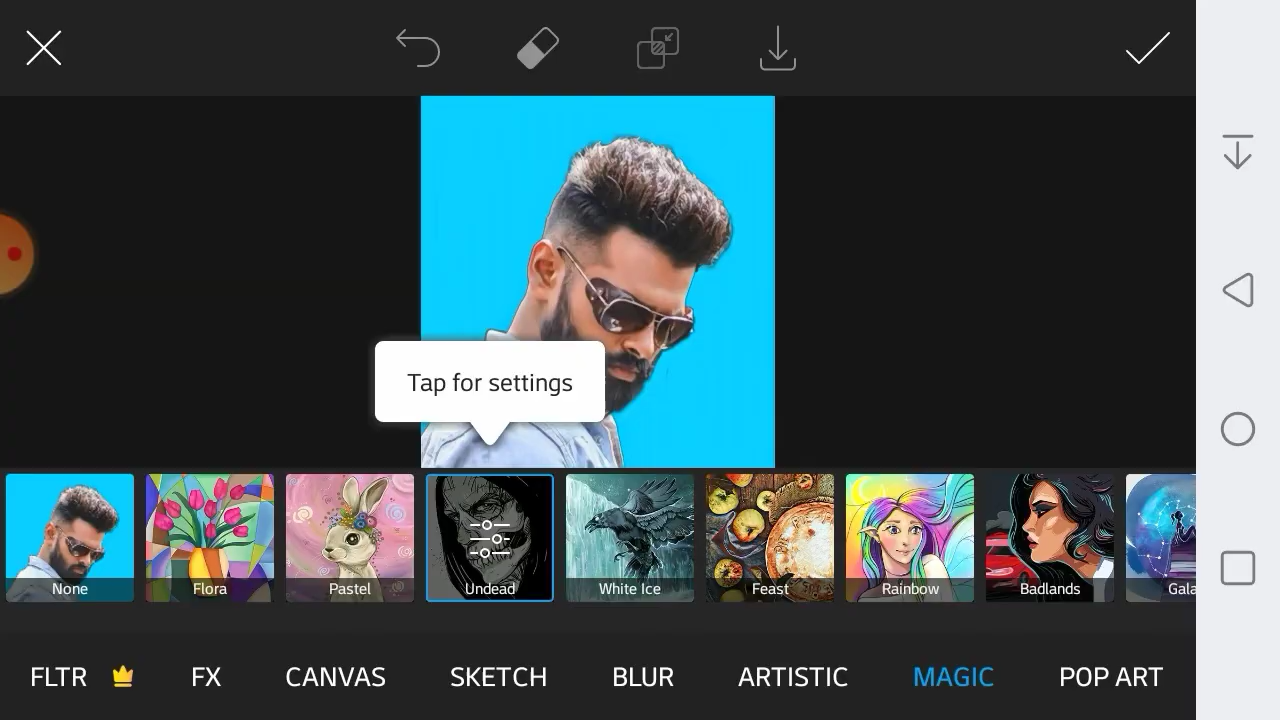 Tap for settings
None
Flora
Pastel
Undead
White Ice
Feast
Rainbow
Badlands
Gala
FLTR
FX
CANVAS
SKETCH
BLUR
ARTISTIC
MAGIC
POP ART